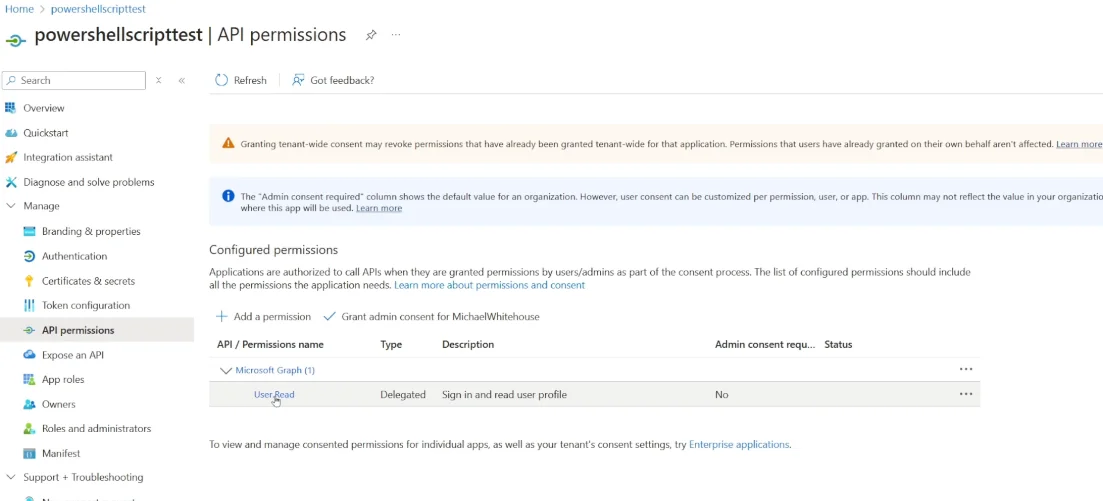 Home > powershellscripttest
powershellscripttest | API permissions ...
Search
Refresh
Got feedback?
Overview
Quickstart
Integration assistant
Diagnose and solve problems
Manage
Branding & properties
Authentication
Certificates & secrets
Token configuration
API permissions
Expose an API
App roles
Owners
Roles and administrators
Manifest
Support + Troubleshooting
Granting tenant-wide consent may revoke permissions that have already been granted tenant-wide for that application. Permissions that users have already granted on their own behalf aren't affected. Learn more
The "Admin consent required" column shows the default value for an organization. However, user consent can be customized per permission, user, or app. This column may not reflect the value in your organizatio
where this app will be used. Learn more
Configured permissions
Applications are authorized to call APIs when they are granted permissions by users/admins as part of the consent process. The list of configured permissions should include
all the permissions the application needs. Learn more about permissions and consent
Add a permission
Grant admin consent for MichaelWhitehouse
API / Permissions name Type Description Admin consent requ... Status
Microsoft Graph (1) ...
User.Read Delegated Sign in and read user profile No ...
To view and manage consented permissions for individual apps, as well as your tenant's consent settings, try Enterprise applications.